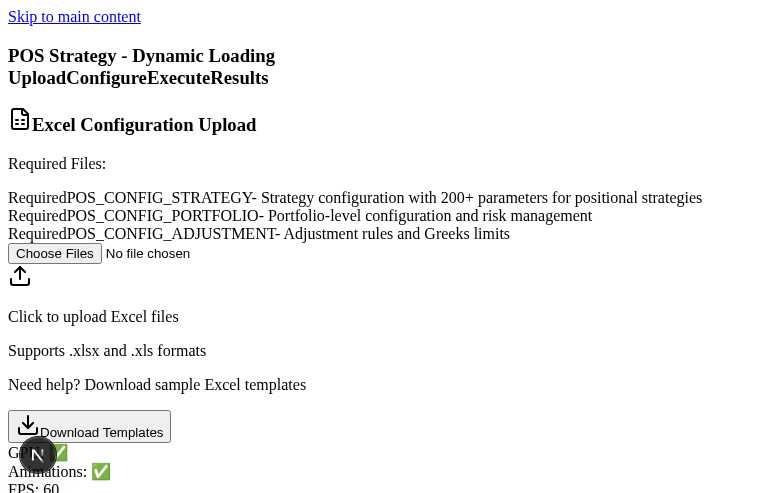 Skip to main content
POS Strategy - Dynamic Loading
UploadConfigureExecuteResults
Excel Configuration Upload
Required Files:
RequiredPOS_CONFIG_STRATEGY- Strategy configuration with 200+ parameters for positional strategies
RequiredPOS_CONFIG_PORTFOLIO- Portfolio-level configuration and risk management
RequiredPOS_CONFIG_ADJUSTMENT- Adjustment rules and Greeks limits
Choose Files No file chosen
Click to upload Excel files
Supports .xlsx and .xls formats
Need help? Download sample Excel templates
Download Templates
✅
Animations: ✅
FPS: 60